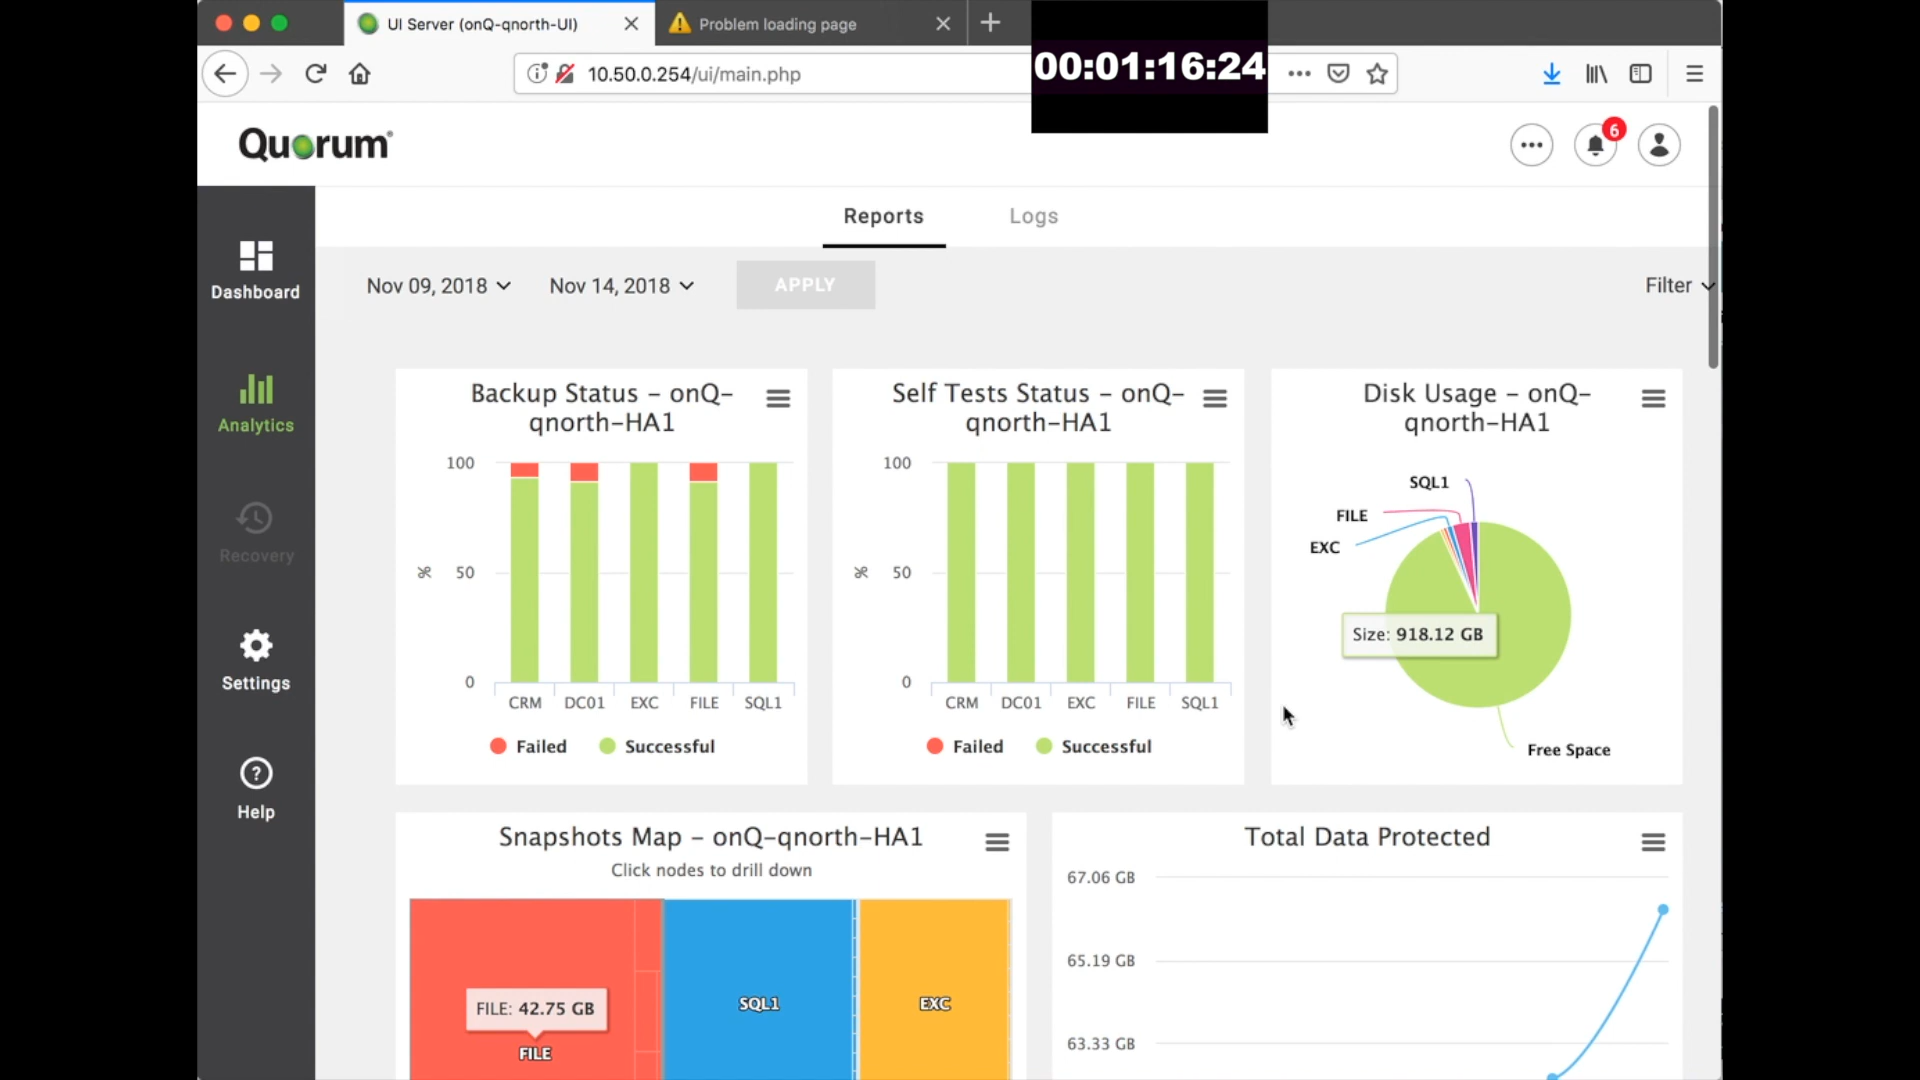 UI Server (onQ-qnorth-UI)
Problem loading page
10.50.0.254/ui/main.php
00:01:16:24
Quorum®
6
Dashboard
Analytics
Recovery
Settings
Help
Reports
Logs
Nov 09, 2018
Nov 14, 2018
APPLY
Filter
Backup Status – onQ-
qnorth-HA1
100
50
0
%
CRM
DC01
EXC
FILE
SQL1
Failed
Successful
Self Tests Status – onQ-
qnorth-HA1
100
50
0
%
CRM
DC01
EXC
FILE
SQL1
Failed
Successful
Disk Usage – onQ-
qnorth-HA1
SQL1
FILE
EXC
Size: 918.12 GB
Free Space
Snapshots Map – onQ-qnorth-HA1
Click nodes to drill down
FILE: 42.75 GB
FILE
SQL1
EXC
Total Data Protected
67.06 GB
65.19 GB
63.33 GB